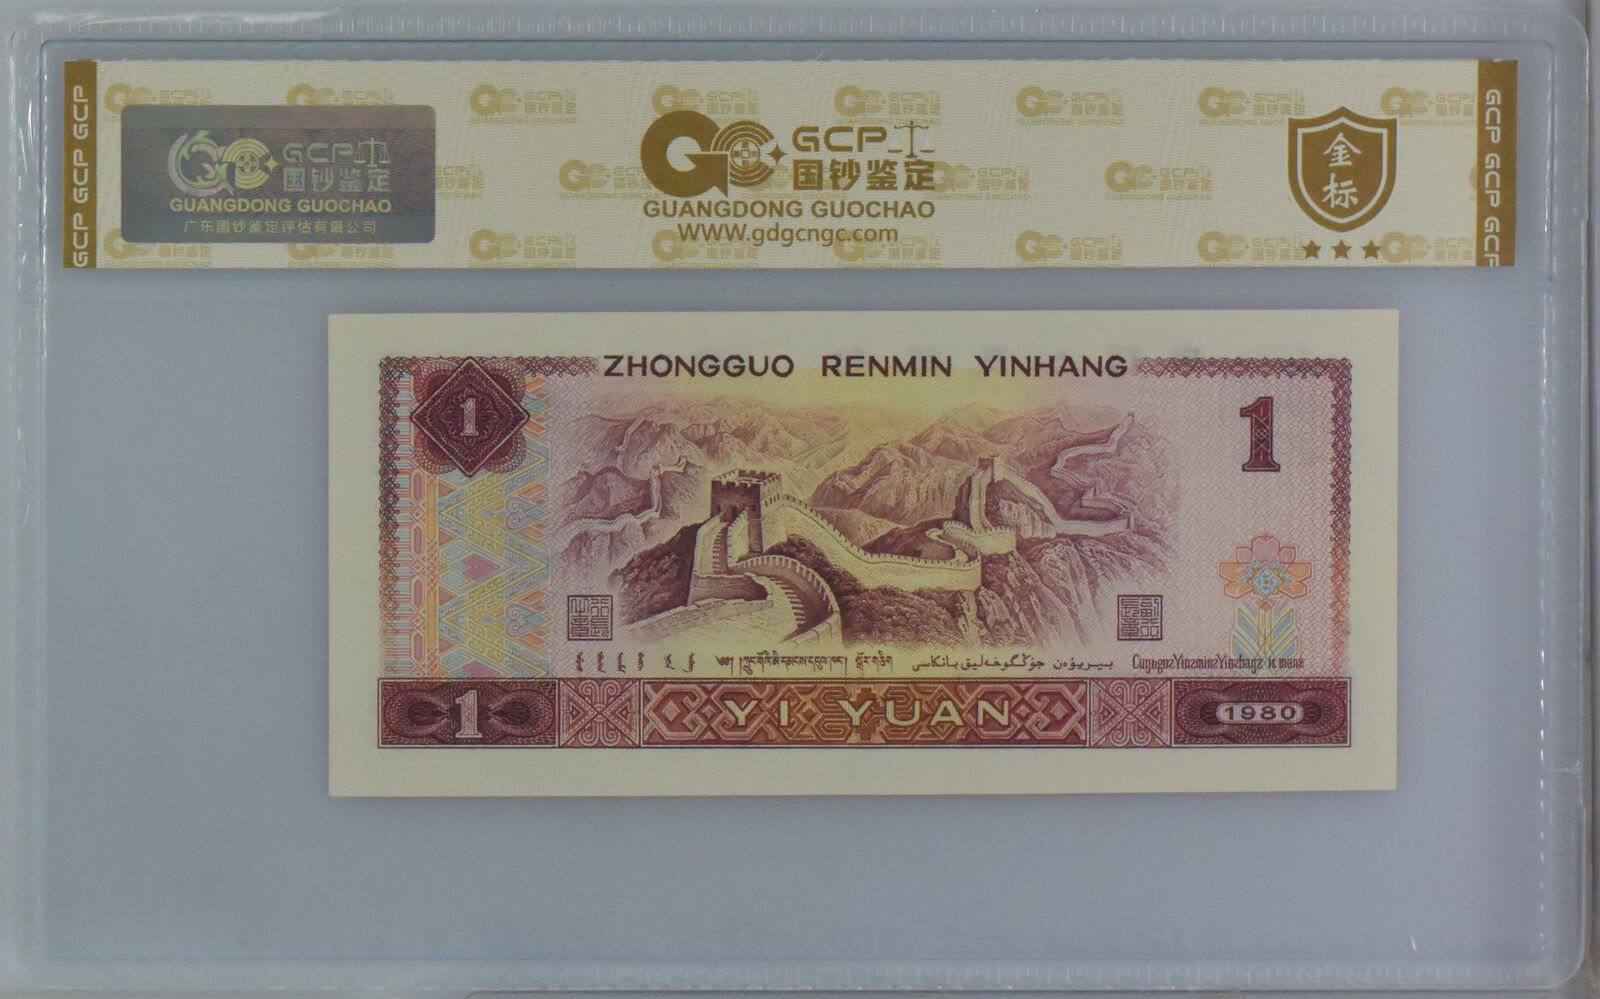 GCP GCP GCP
GCP
国钞鉴定
GUANGDONG GUOCHAO
广东国钞鉴定评估有限公司
GCP
国钞鉴定
GUANGDONG GUOCHAO
WWW.gdgcngc.com
金
标
GCP GCP GCP
ZHONGGUO RENMIN YINHANG
1
1
YI YUAN
1
1980